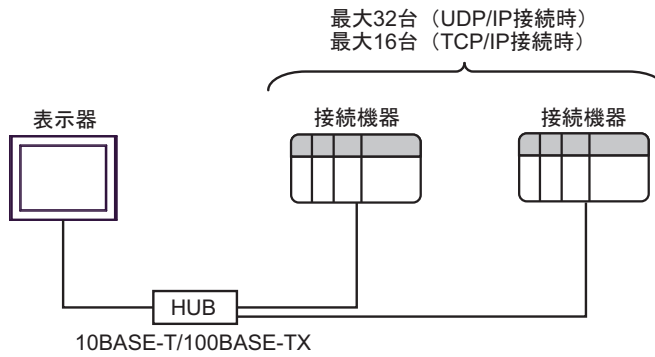 最大32台（UDP/IP接続時）
最大16台（TCP/IP接続時）
表示器
接続機器
接続機器
HUB
10BASE-T/100BASE-TX